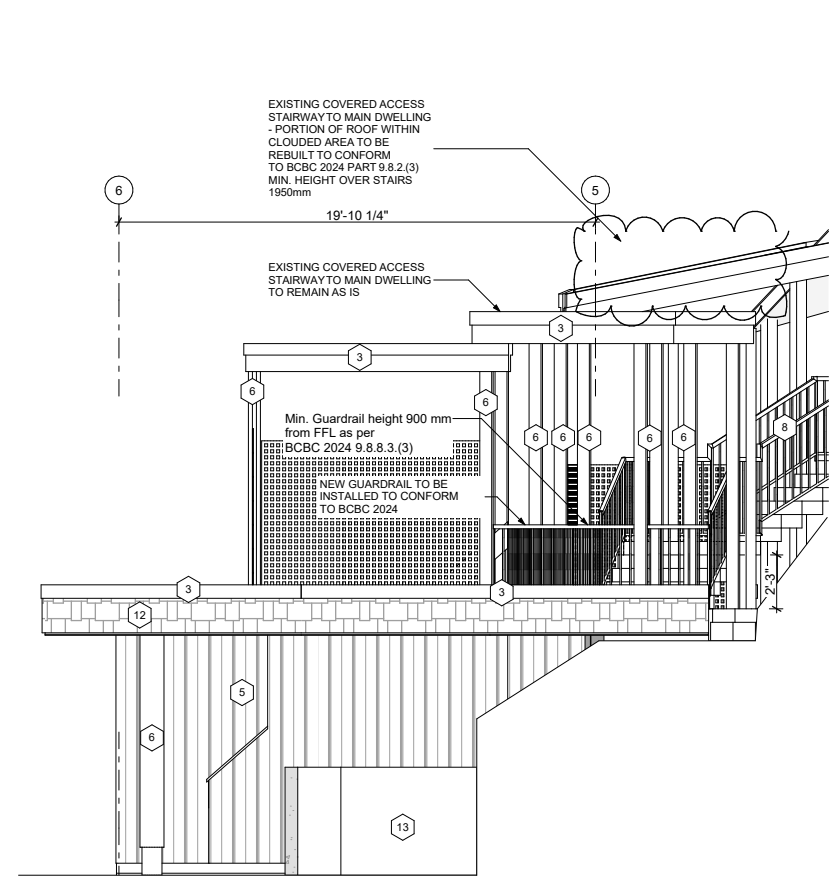 EXISTING COVERED ACCESS
STAIRWAY TO MAIN DWELLING
- PORTION OF ROOF WITHIN
CLOUDED AREA TO BE
REBUILT TO CONFORM
TO BCBC 2024 PART 9.8.2.(3)
MIN. HEIGHT OVER STAIRS
1950mm
6
5
19'-10 1/4"
EXISTING COVERED ACCESS
STAIRWAY TO MAIN DWELLING
TO REMAIN AS IS
3
3
6
6
Min. Guardrail height 900 mm
from FFL as per
BCBC 2024 9.8.8.3.(3)
8
6
6
6
6
6
NEW GUARDRAIL TO BE
INSTALLED TO CONFORM
TO BCBC 2024
2'-3"
3
3
12
5
6
13